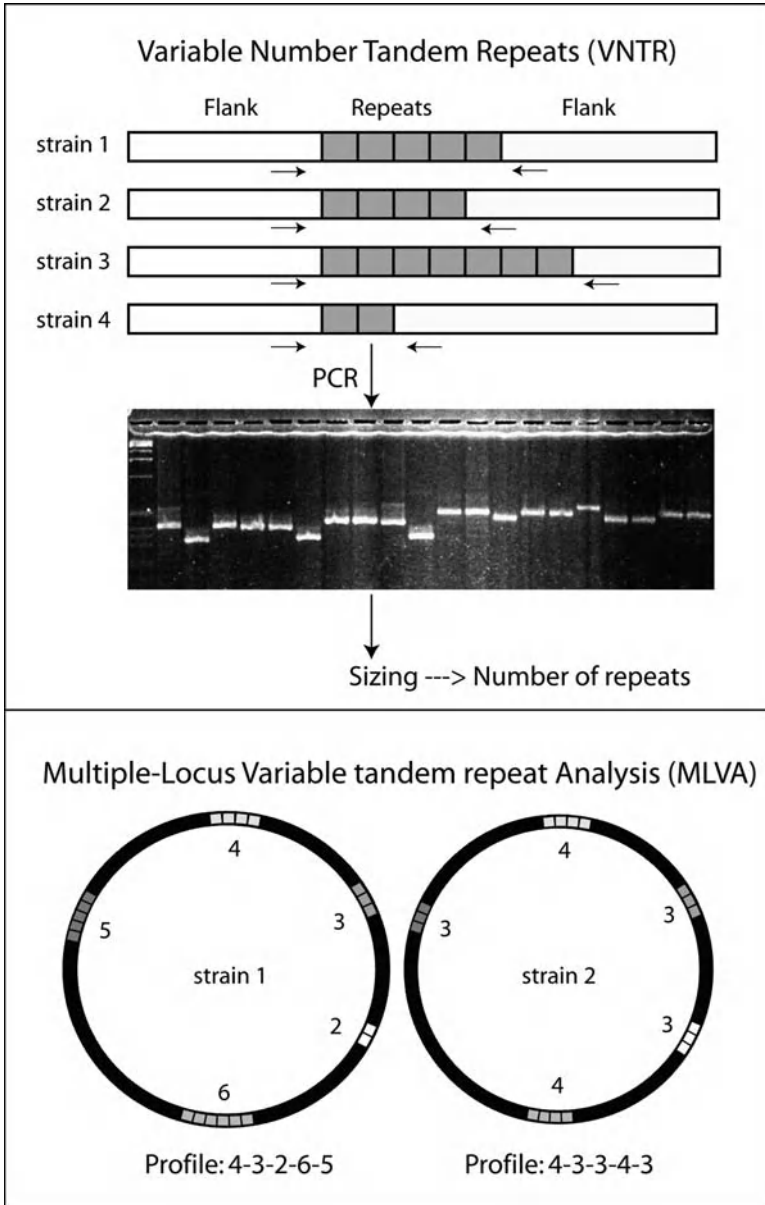 Variable Number Tandem Repeats (VNTR)
Flank Repeats Flank
strain 1
strain 2
strain 3
strain 4
PCR
Sizing ---> Number of repeats
Multiple-Locus Variable tandem repeat Analysis (MLVA)
4 4
3 3
5 3
strain 1 strain 2
2 3
6 4
Profile: 4-3-2-6-5 Profile: 4-3-3-4-3